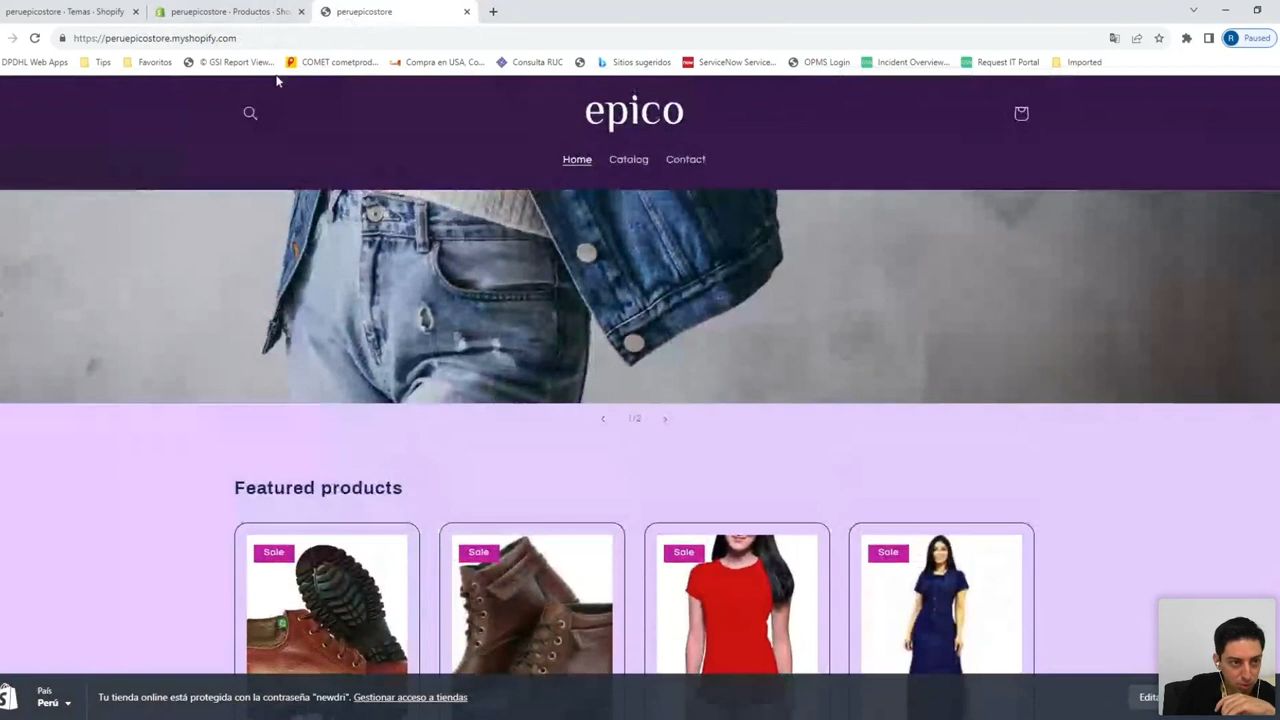 peruepicostore · Temas · Shopify
peruepicostore · Productos · Sho
peruepicostore
https://peruepicostore.myshopify.com
Paused
DPDHL Web Apps
Tips
Favoritos
© GSI Report View...
COMET cometprod...
Compra en USA, Co...
Consulta RUC
Sitios sugeridos
ServiceNow Service...
OPMS Login
Incident Overview...
Request IT Portal
Imported
epico
Home
Catalog
Contact
1/2
Featured products
Sale
Sale
Sale
Sale
País
Perú
Tu tienda online está protegida con la contraseña "newdri". Gestionar acceso a tiendas
Edita